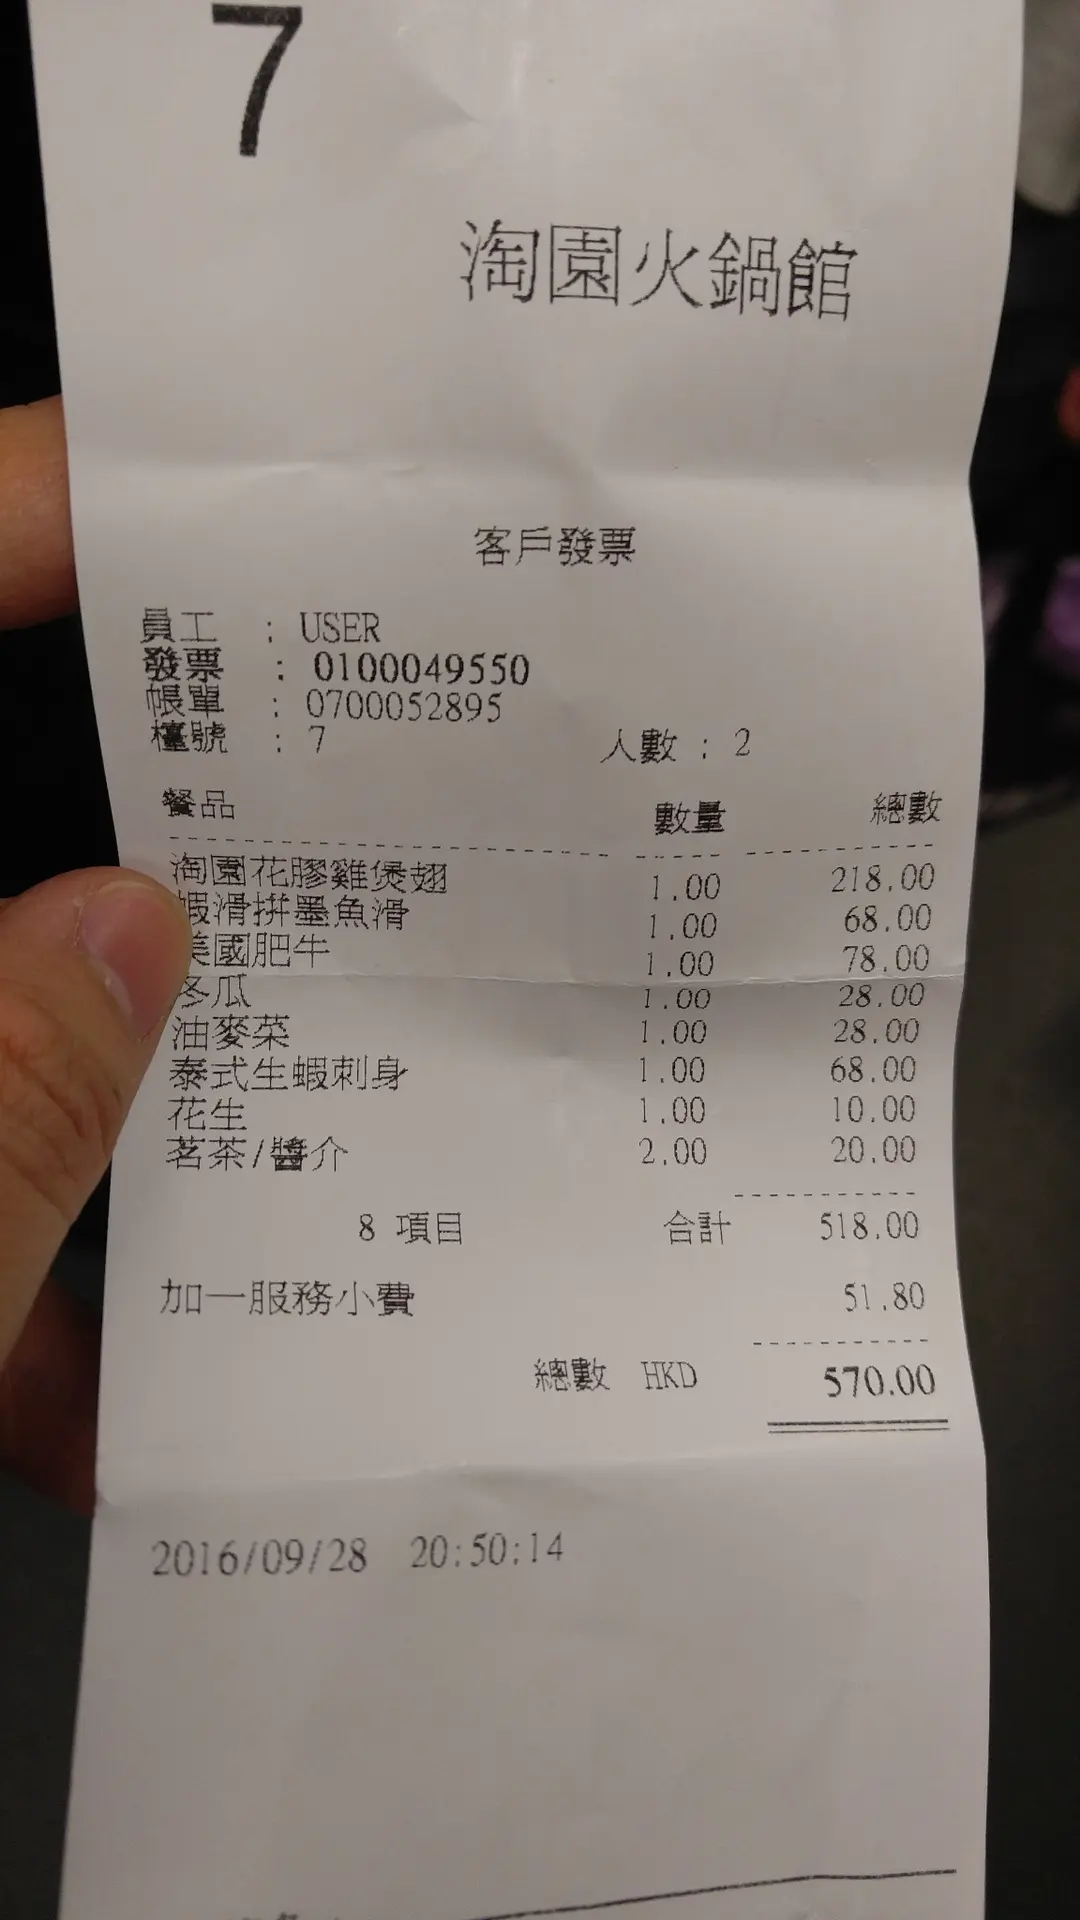 7
淘園火鍋館
客戶發票
員工 : USER
發票 : 0100049550
帳單 : 0700052895
檯號 : 7 人數 : 2
餐品 數量 總數
淘園花膠雞煲翅 1.00 218.00
蝦滑拼墨魚滑 1.00 68.00
美國肥牛 1.00 78.00
冬瓜 1.00 28.00
油麥菜 1.00 28.00
泰式生蝦刺身 1.00 68.00
花生 1.00 10.00
茗茶/醬介 2.00 20.00
8 項目 合計 518.00
加一服務小費 51.80
總數 HKD 570.00
2016/09/28 20:50:14